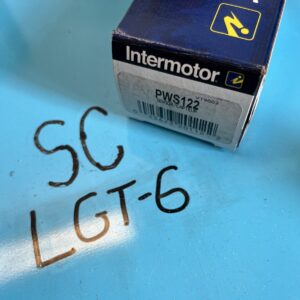 Intermotor
PWS122
SC
LGT-6